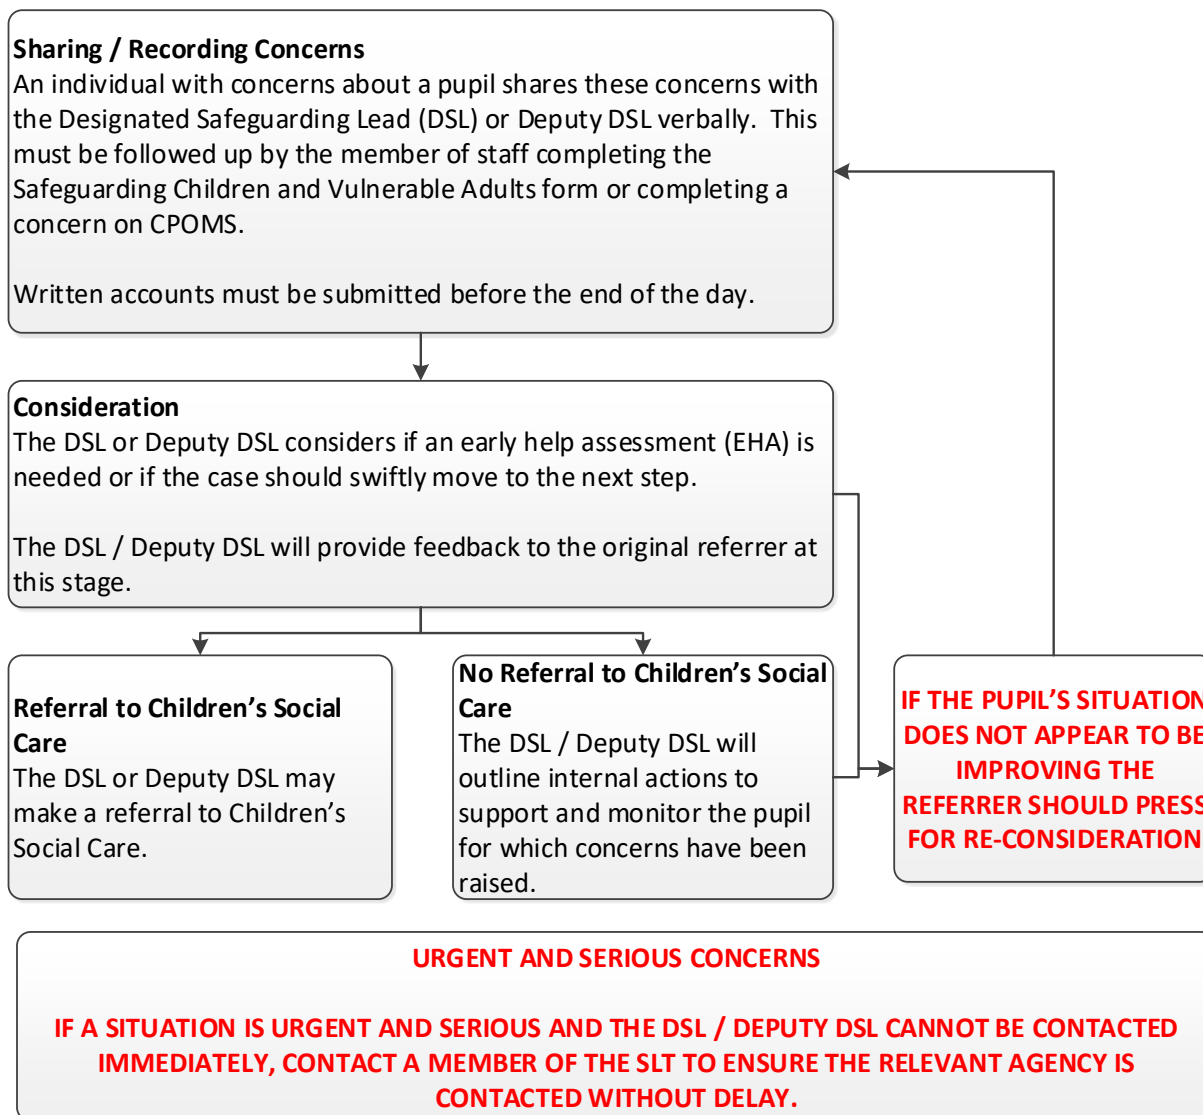 Sharing / Recording Concerns
An individual with concerns about a pupil shares these concerns with
the Designated Safeguarding Lead (DSL) or Deputy DSL verbally.  This
must be followed up by the member of staff completing the
Safeguarding Children and Vulnerable Adults form or completing a
concern on CPOMS.
Written accounts must be submitted before the end of the day.
Consideration
The DSL or Deputy DSL considers if an early help assessment (EHA) is
needed or if the case should swiftly move to the next step.
The DSL / Deputy DSL will provide feedback to the original referrer at
this stage.
Referral to Children’s Social
Care
The DSL or Deputy DSL may
make a referral to Children’s
Social Care.
No Referral to Children’s Social
Care
The DSL / Deputy DSL will
outline internal actions to
support and monitor the pupil
for which concerns have been
raised.
IF THE PUPIL’S SITUATION
DOES NOT APPEAR TO BE
IMPROVING THE
REFERRER SHOULD PRESS
FOR RE-CONSIDERATION
URGENT AND SERIOUS CONCERNS
IF A SITUATION IS URGENT AND SERIOUS AND THE DSL / DEPUTY DSL CANNOT BE CONTACTED
IMMEDIATELY, CONTACT A MEMBER OF THE SLT TO ENSURE THE RELEVANT AGENCY IS
CONTACTED WITHOUT DELAY.